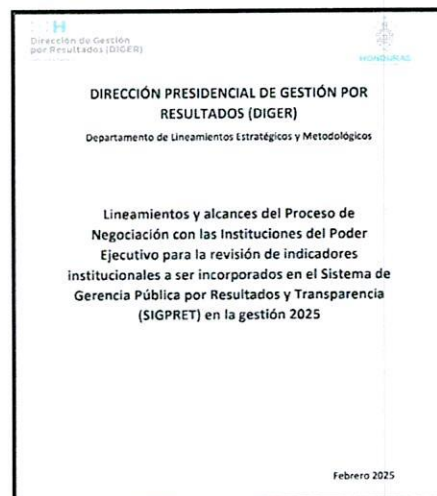 H
Dirección de Gestión
por Resultados (DIGER)
HONDURAS
DIRECCIÓN PRESIDENCIAL DE GESTIÓN POR
RESULTADOS (DIGER)
Departamento de Lineamientos Estratégicos y Metodológicos
Lineamientos y alcances del Proceso de
Negociación con las Instituciones del Poder
Ejecutivo para la revisión de indicadores
institucionales a ser incorporados en el Sistema de
Gerencia Pública por Resultados y Transparencia
(SIGPRET) en la gestión 2025
Febrero 2025